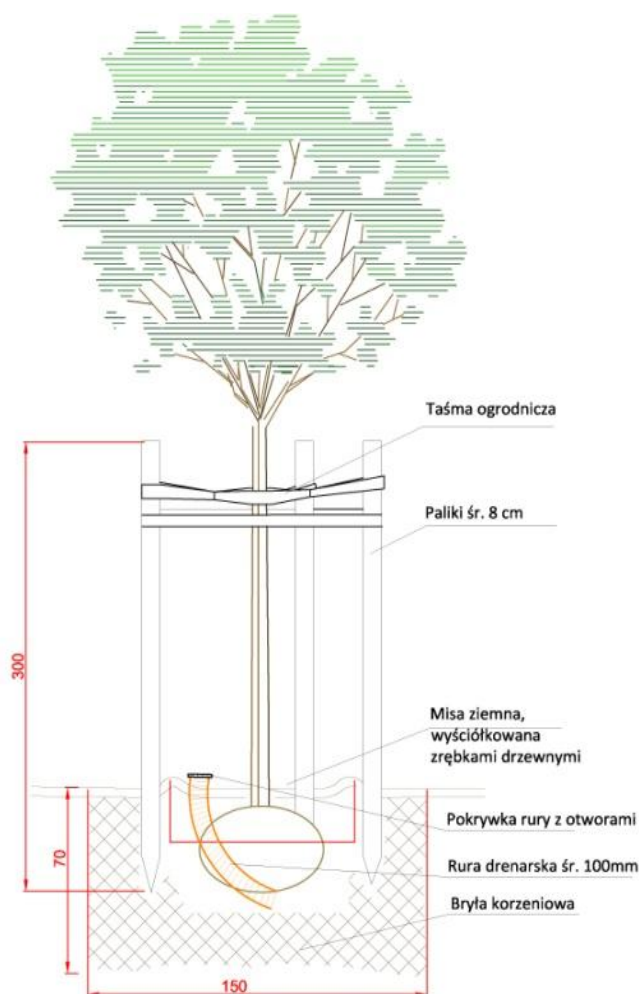 Taśma ogrodnicza
Paliki śr. 8 cm
300
Misa ziemna,
wyściółkowana
zrębkami drzewnymi
Pokrywka rury z otworami
70
Rura drenarska śr. 100mm
Bryła korzeniowa
150